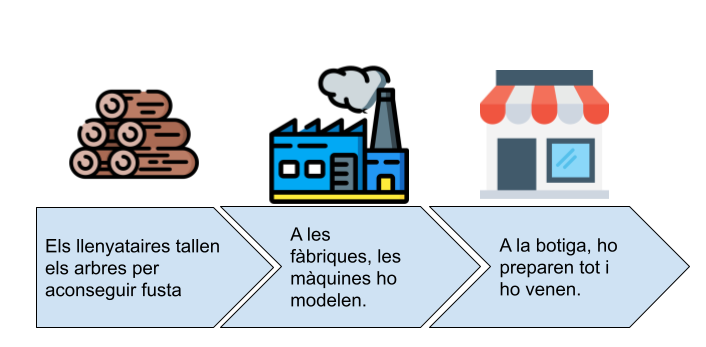 Els llenyataires tallen
els arbres per
aconseguir fusta
A les
fàbriques, les
màquines ho
modelen.
A la botiga, ho
preparen tot i
ho venen.